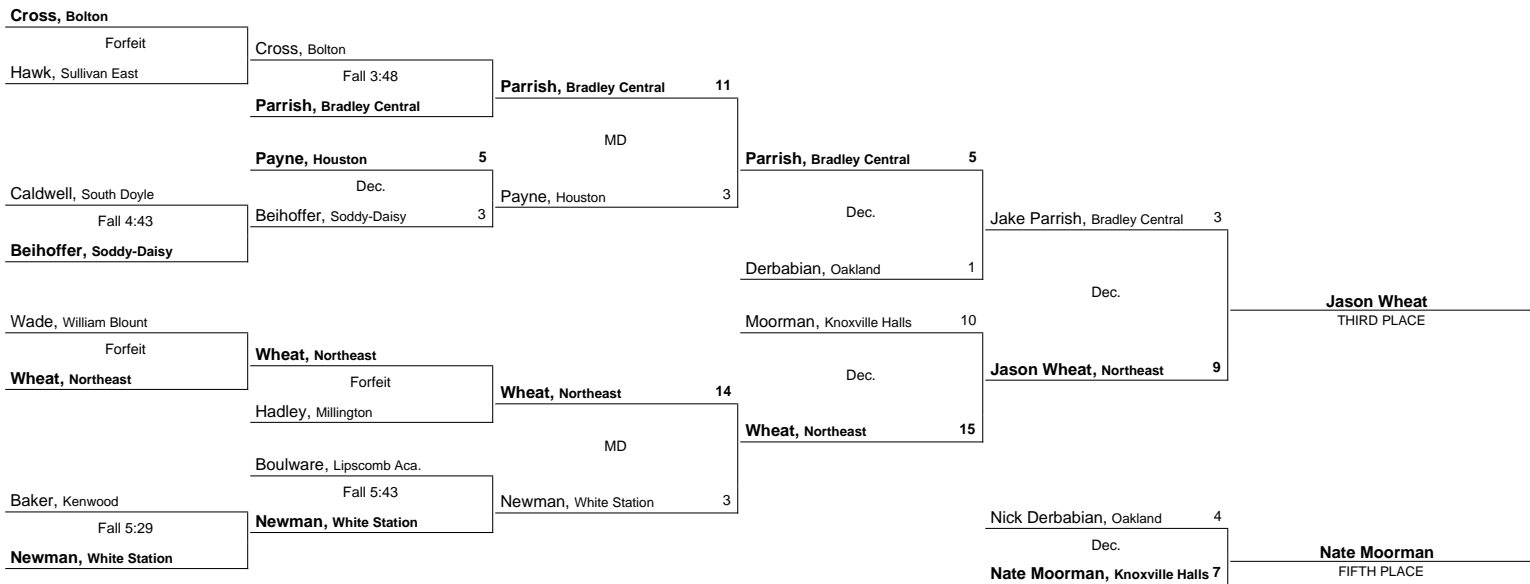 Cross, Bolton
Forfeit
Hawk, Sullivan East
Caldwell, South Doyle
Fall 4:43
Beihoffer, Soddy-Daisy
Wade, William Blount
Forfeit
Wheat, Northeast
Baker, Kenwood
Fall 5:29
Newman, White Station
Cross, Bolton
Fall 3:48
Parrish, Bradley Central
Payne, Houston 5
Dec.
Beihoffer, Soddy-Daisy 3
Wheat, Northeast
Forfeit
Hadley, Millington
Boulware, Lipscomb Aca.
Fall 5:43
Newman, White Station
Parrish, Bradley Central 11
MD
Payne, Houston 3
Wheat, Northeast 14
MD
Newman, White Station 3
Parrish, Bradley Central 5
Dec.
Derbabian, Oakland 1
Moorman, Knoxville Halls 10
Dec.
Wheat, Northeast 15
Jake Parrish, Bradley Central 3
Dec.
Jason Wheat, Northeast 9
Nick Derbabian, Oakland 4
Dec.
Nate Moorman, Knoxville Halls 7
Jason Wheat
THIRD PLACE
Nate Moorman
FIFTH PLACE